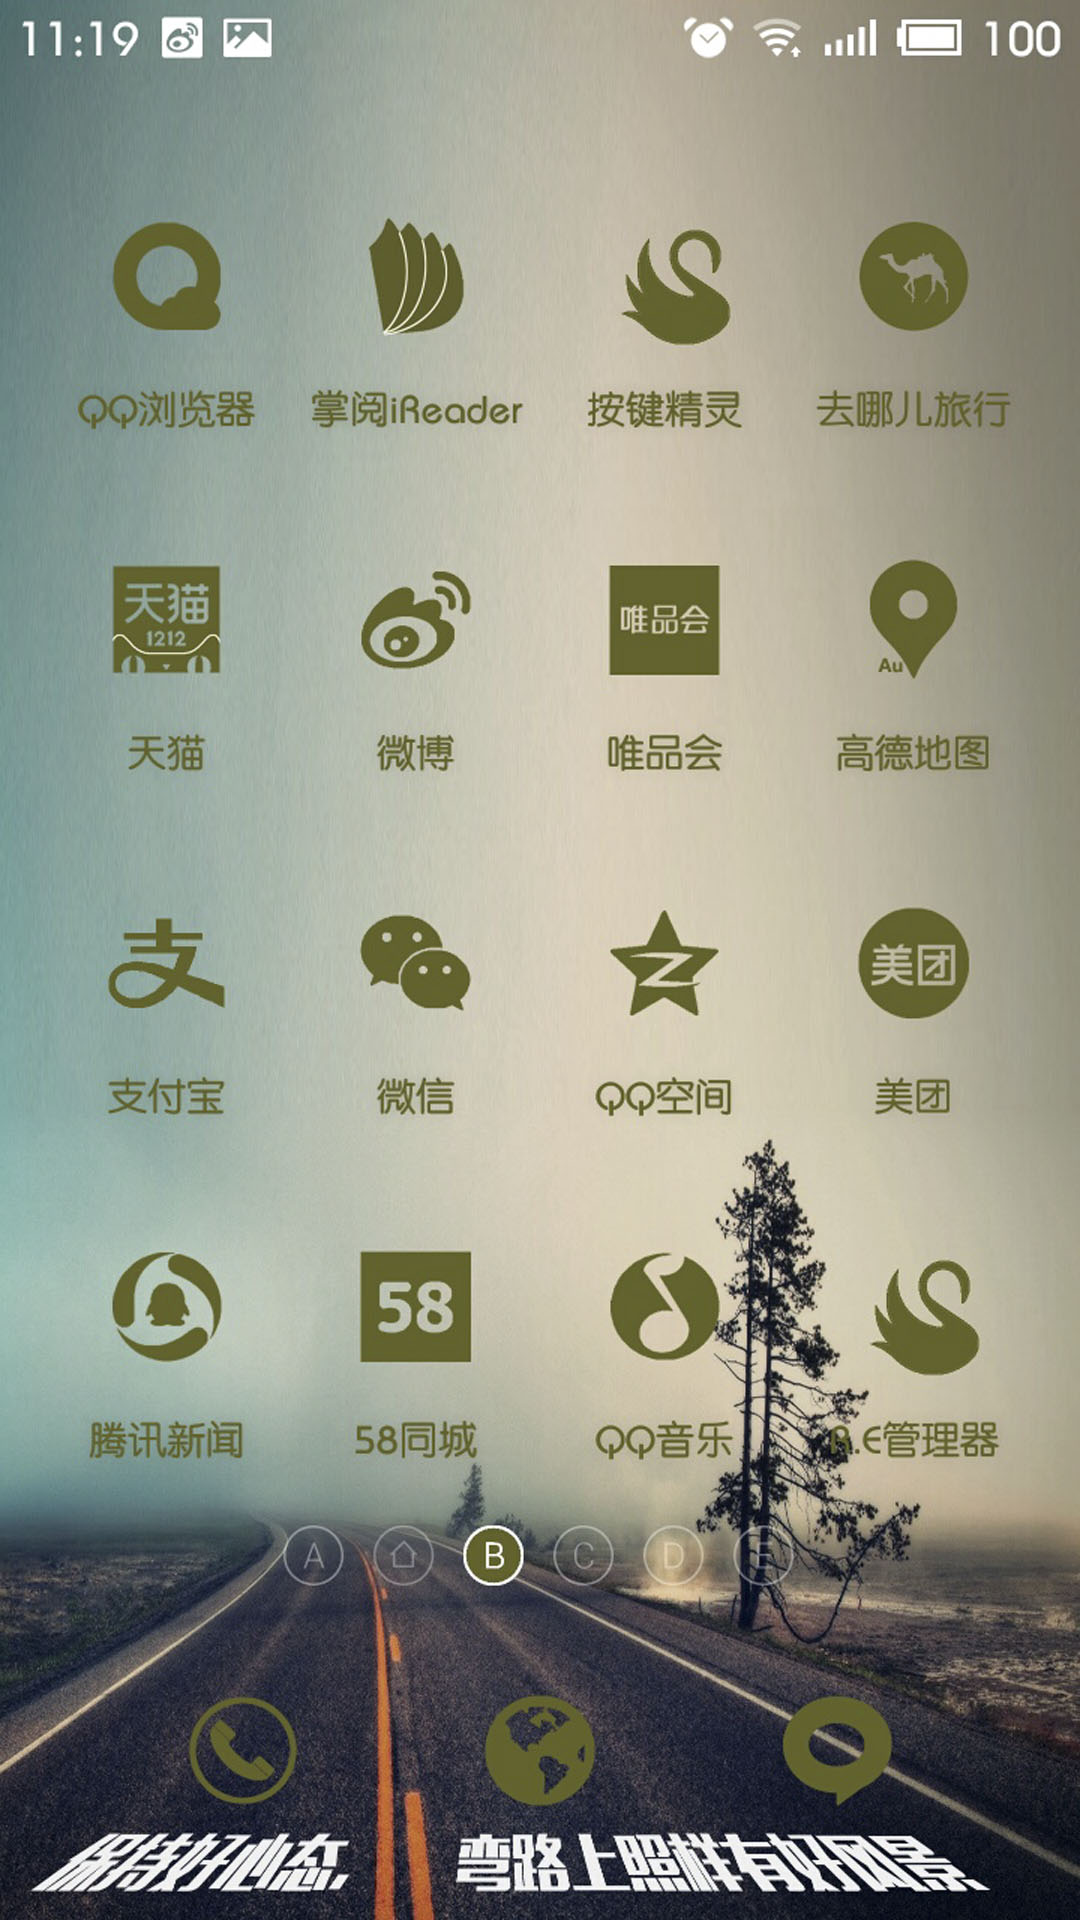 11:19 100
QQ浏览器 掌阅iReader 按键精灵 去哪儿旅行
天猫 1212 唯品会 Au
天猫 微博 唯品会 高德地图
支 美团
支付宝 微信 QQ空间 美团
58
腾讯新闻 58同城 QQ音乐 R.E管理器
A B C D E
保持好心态, 弯路上照样有好风景.